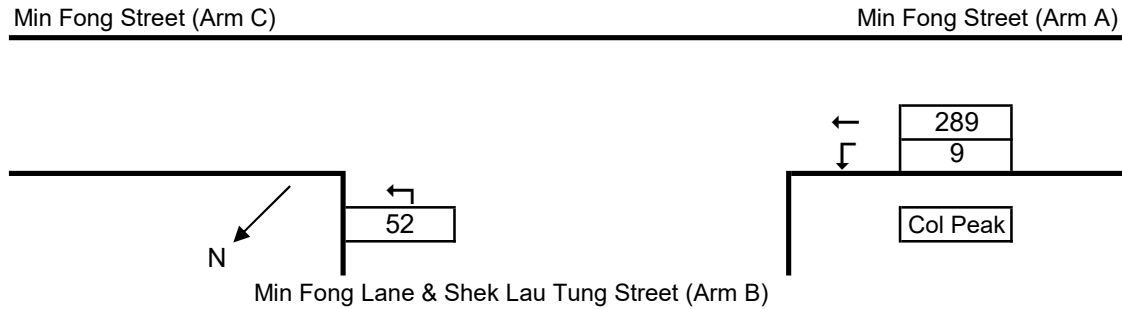 Min Fong Street (Arm C)
Min Fong Street (Arm A)
289
9
52
Col Peak
N
Min Fong Lane & Shek Lau Tung Street (Arm B)